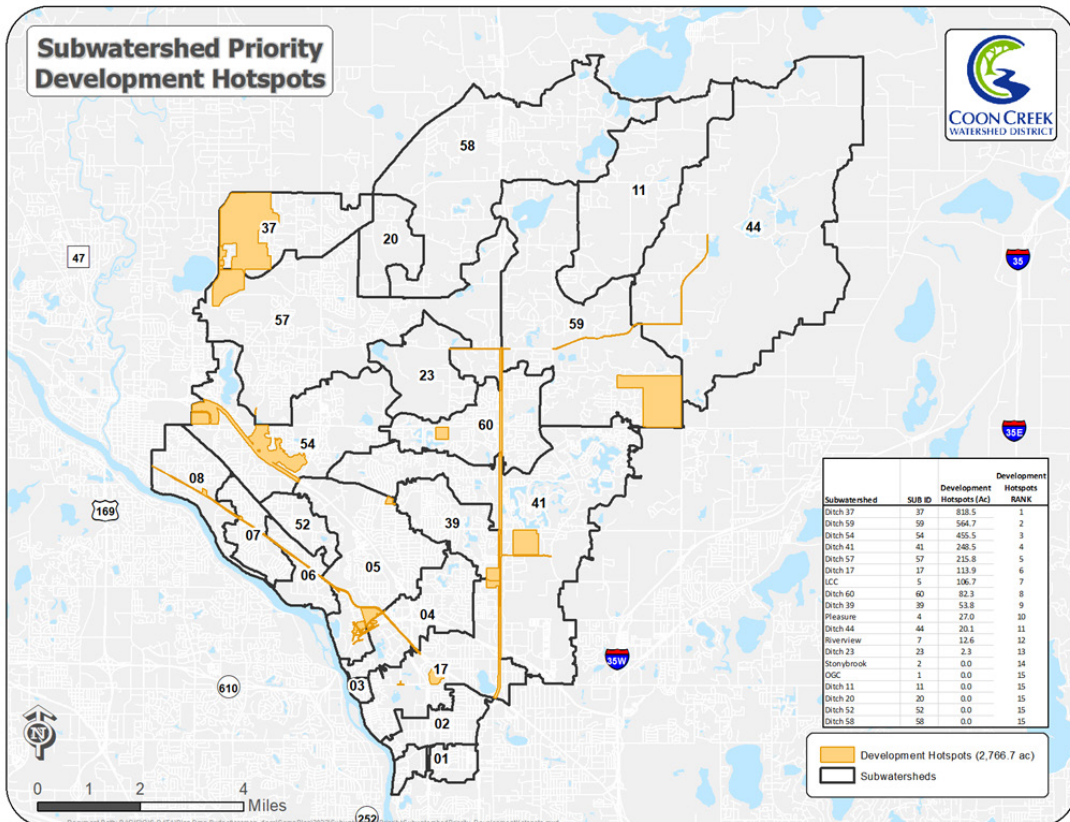 Subwatershed Priority
Development Hotspots
COON CREEK
WATERSHED DISTRICT
58
11
44
37
20
47
35
57
59
23
60
35E
54
41
08
169
52
39
07
05
06
04
35W
17
03
610
02
01
252
N
0 1 2 4
Miles
Subwatershed SUB ID Development Hotspots (Ac) Development Hotspots RANK
Ditch 37 37 818.5 1
Ditch 59 59 564.7 2
Ditch 54 54 455.5 3
Ditch 41 41 248.5 4
Ditch 57 57 215.8 5
Ditch 17 17 113.9 6
LCC 5 106.7 7
Ditch 60 60 82.3 8
Ditch 39 39 53.8 9
Pleasure 4 27.0 10
Ditch 44 44 20.1 11
Riverview 7 12.6 12
Ditch 23 23 2.3 13
Stonybrook 2 0.0 14
OGC 1 0.0 15
Ditch 11 11 0.0 15
Ditch 20 20 0.0 15
Ditch 52 52 0.0 15
Ditch 58 58 0.0 15
Development Hotspots (2,766.7 ac)
Subwatersheds